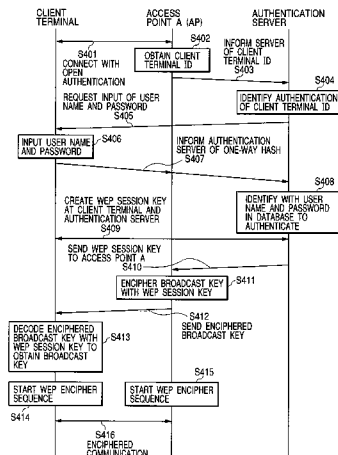 CLIENT
TERMINAL
ACCESS
POINT A (AP)
AUTHENTICATION
SERVER
S401
CONNECT WITH
OPEN
AUTHENTICATION
S402
OBTAIN CLIENT
TERMINAL ID
INFORM SERVER
OF CLIENT
TERMINAL ID
S403
S404
IDENTIFY AUTHENTICATION
OF CLIENT TERMINAL ID
REQUEST INPUT OF USER
NAME AND PASSWORD
S405
S406
INPUT USER NAME
AND PASSWORD
INFORM AUTHENTICATION
SERVER OF ONE-WAY HASH
S407
S408
IDENTIFY WITH USER
NAME AND PASSWORD
IN DATABASE TO
AUTHENTICATE
CREATE WEP SESSION KEY
AT CLIENT TERMINAL AND
AUTHENTICATION SERVER
S409
SEND WEP SESSION KEY
TO ACCESS POINT A
S410
S411
ENCIPHER BROADCAST KEY
WITH WEP SESSION KEY
S412
SEND ENCIPHERED
BROADCAST KEY
S413
DECODE ENCIPHERED
BROADCAST KEY WITH
WEP SESSION KEY TO
OBTAIN BROADCAST
KEY
S415
START WEP ENCIPHER
SEQUENCE
START WEP ENCIPHER
SEQUENCE
S414
S416
ENCIPHERED
COMMUNICATION